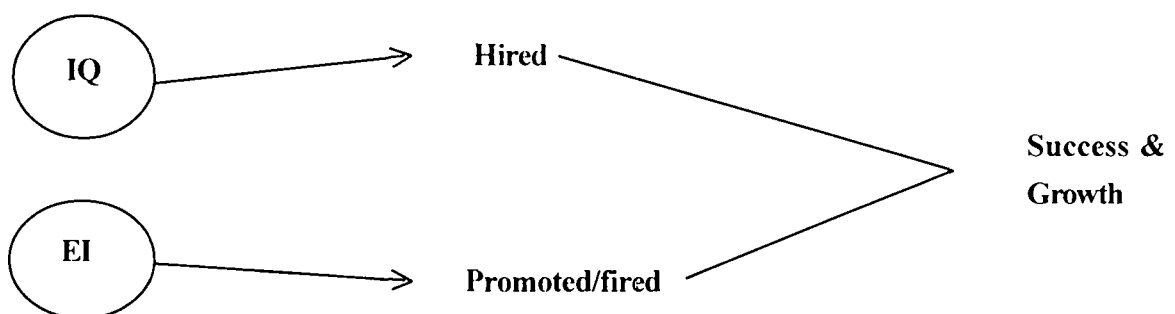 IQ
Hired
Success &
Growth
EI
Promoted/fired